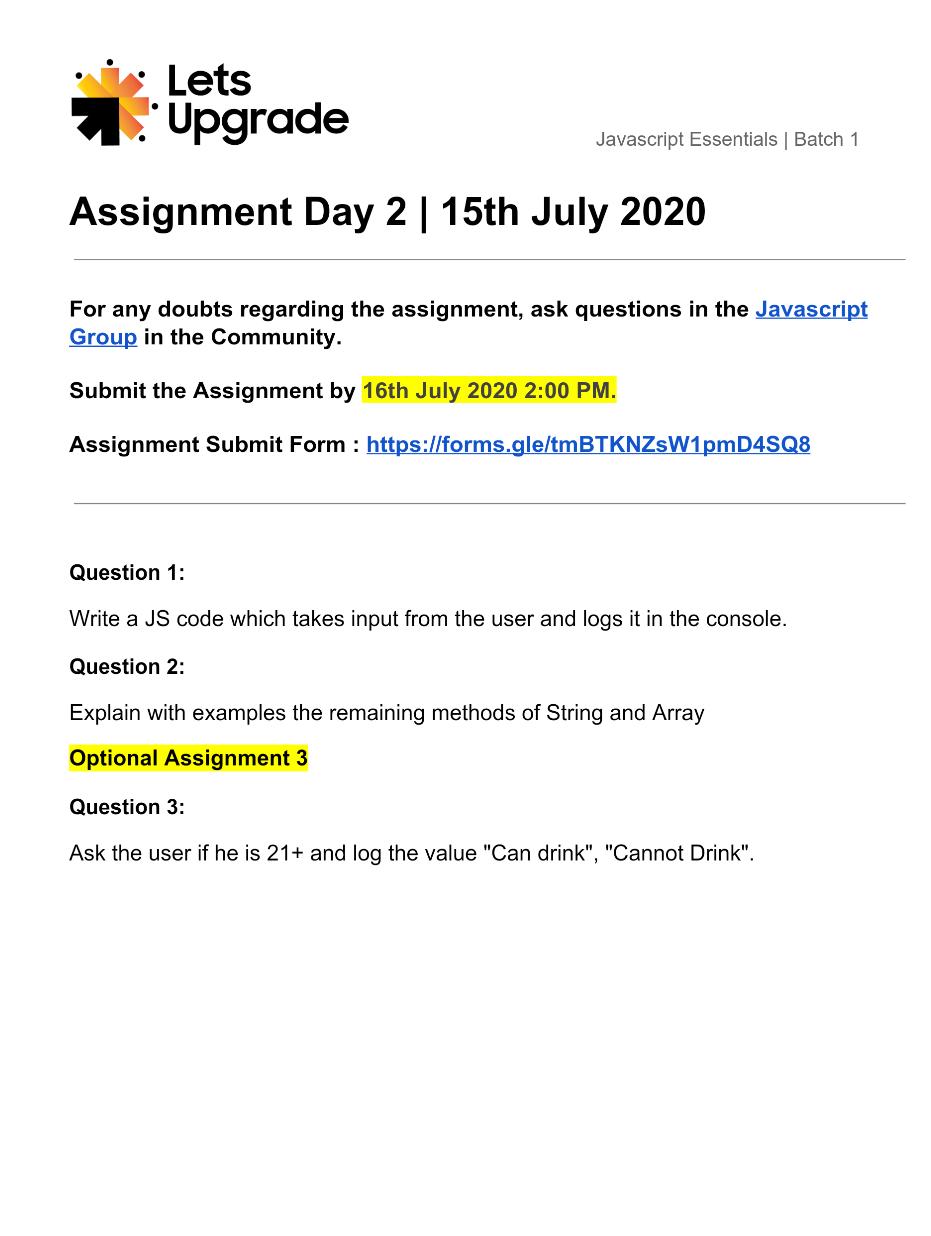 Lets
Upgrade
Javascript Essentials | Batch 1
Assignment Day 2 | 15th July 2020
For any doubts regarding the assignment, ask questions in the Javascript
Group in the Community.
Submit the Assignment by 16th July 2020 2:00 PM.
Assignment Submit Form : https://forms.gle/tmBTKNZsW1pmD4SQ8
Question 1:
Write a JS code which takes input from the user and logs it in the console.
Question 2:
Explain with examples the remaining methods of String and Array
Optional Assignment 3
Question 3:
Ask the user if he is 21+ and log the value "Can drink", "Cannot Drink".